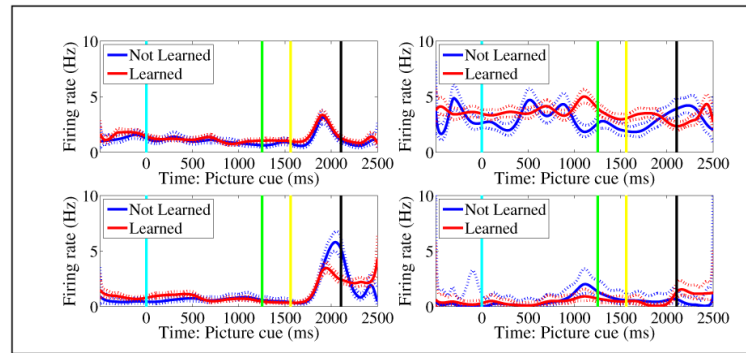 10
5
0
Firing rate (Hz)
Not Learned
Learned
0 500 1000 1500 2000 2500
Time: Picture cue (ms)
10
5
0
Firing rate (Hz)
Not Learned
Learned
0 500 1000 1500 2000 2500
Time: Picture cue (ms)
10
5
0
Firing rate (Hz)
Not Learned
Learned
0 500 1000 1500 2000 2500
Time: Picture cue (ms)
10
5
0
Firing rate (Hz)
Not Learned
Learned
0 500 1000 1500 2000 2500
Time: Picture cue (ms)